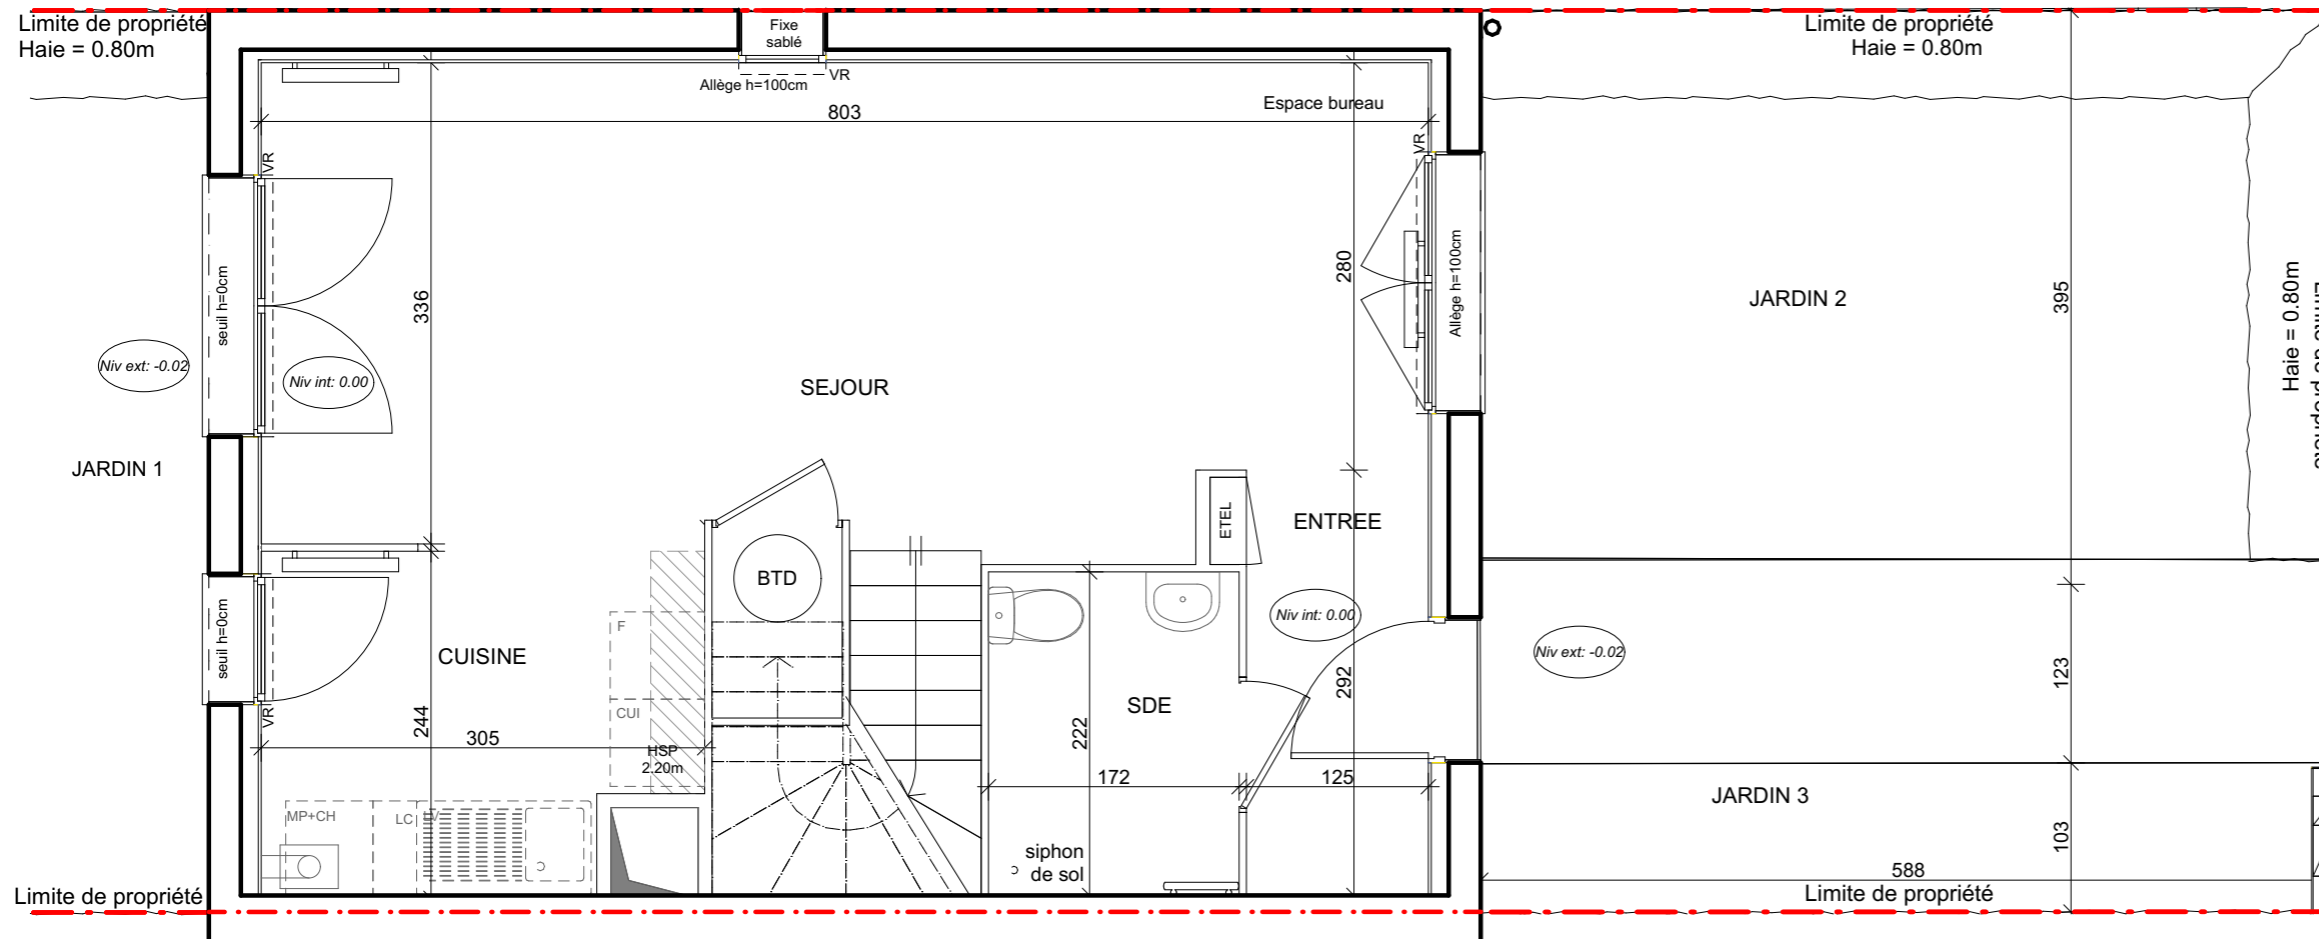 Limite de propriété
Haie = 0.80m
Fixe
sablé
VR
Allège h=100cm
803
Espace bureau
Limite de propriété
Haie = 0.80m
VR
VR
seuil h=0cm
336
280
Allège h=100cm
JARDIN 2
395
Haie = 0.80m
Limite de propriété
Niv ext: -0.02
Niv int: 0.00
SEJOUR
JARDIN 1
ETEL
ENTREE
BTD
seuil h=0cm
F
CUISINE
Niv int: 0.00
Niv ext: -0.02
VR
244
CUI
SDE
292
123
222
305
HSP
2.20m
172
125
JARDIN 3
MP+CH
LC
LV
103
siphon
de sol
588
Limite de propriété
Limite de propriété